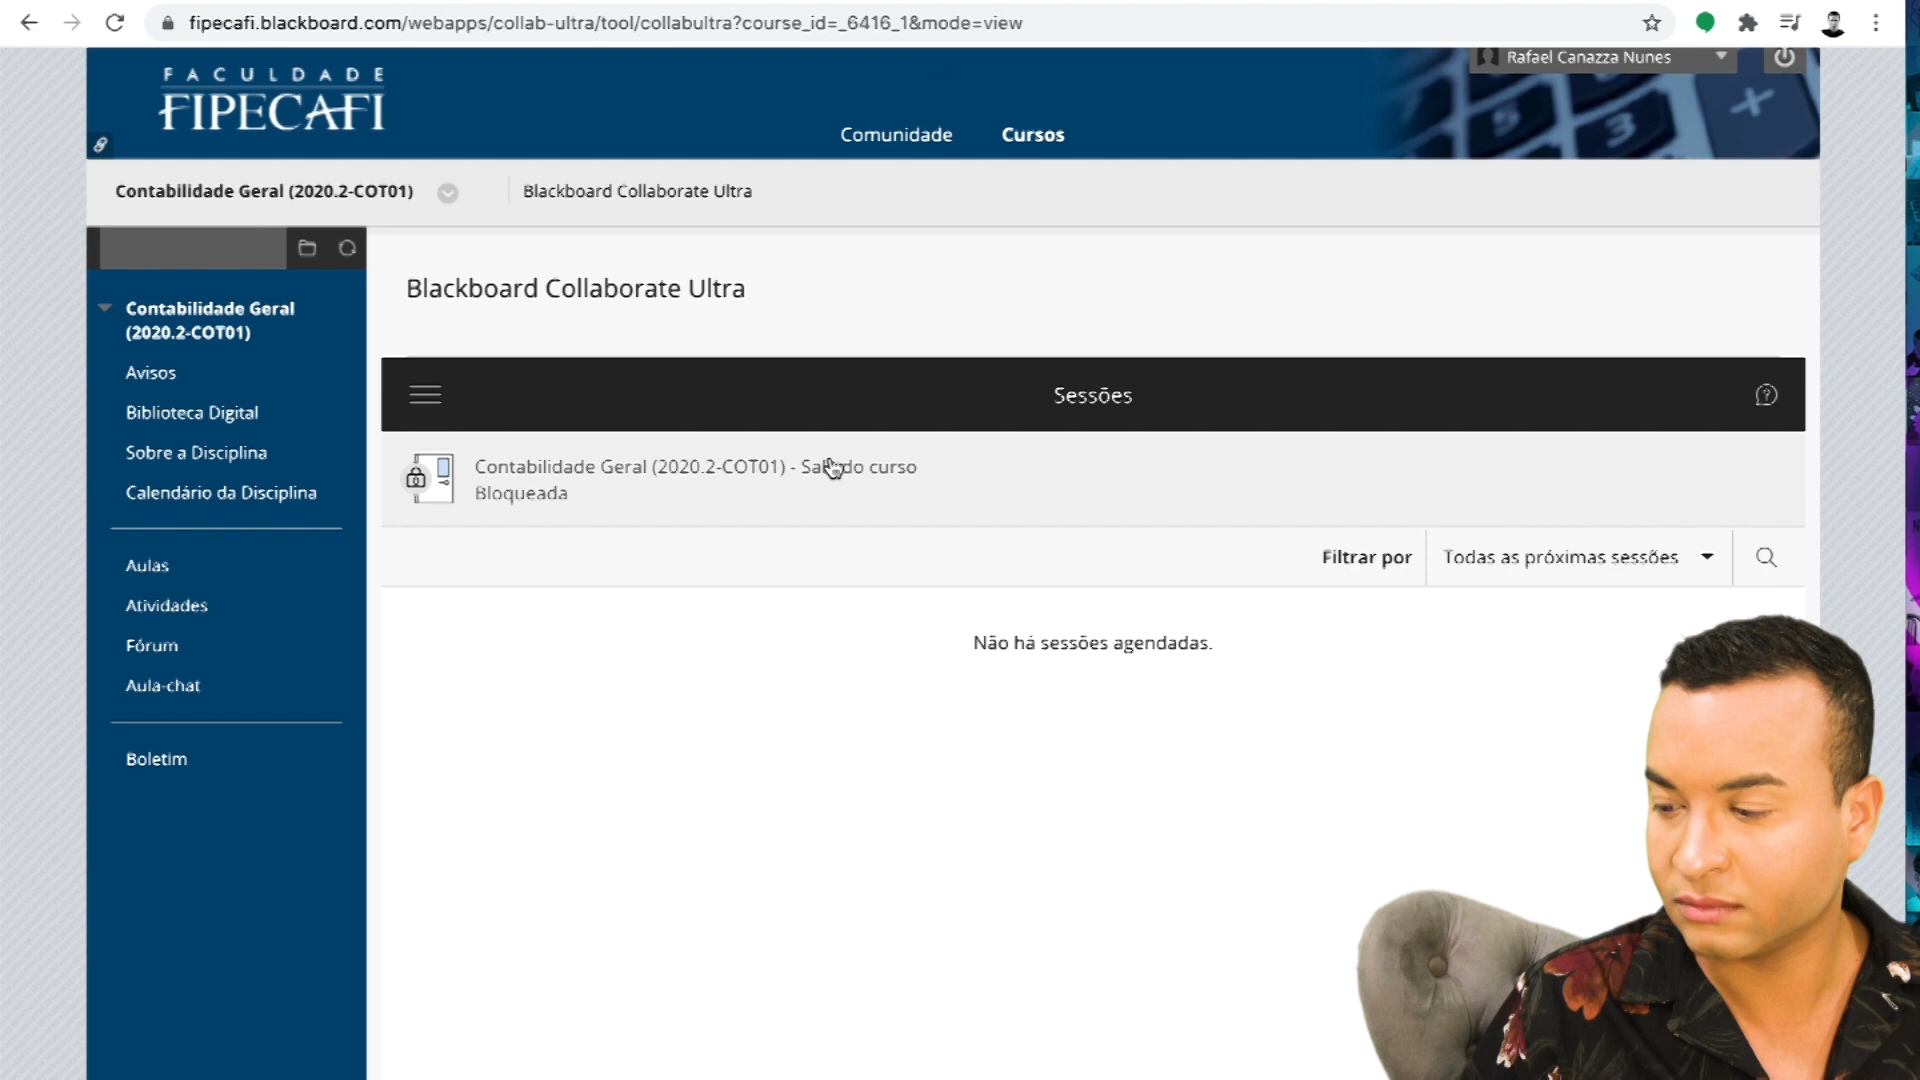 fipecafi.blackboard.com/webapps/collab-ultra/tool/collabultra?course_id=_6416_1&mode=view
Rafael Canazza Nunes
FACULDADE
FIPECAFI
Comunidade
Cursos
Contabilidade Geral (2020.2-COT01)
Blackboard Collaborate Ultra
Contabilidade Geral
(2020.2-COT01)
Avisos
Biblioteca Digital
Sobre a Disciplina
Calendário da Disciplina
Aulas
Atividades
Fórum
Aula-chat
Boletim
Blackboard Collaborate Ultra
Sessões
Contabilidade Geral (2020.2-COT01) - Sala do curso
Bloqueada
Filtrar por
Todas as próximas sessões
Não há sessões agendadas.